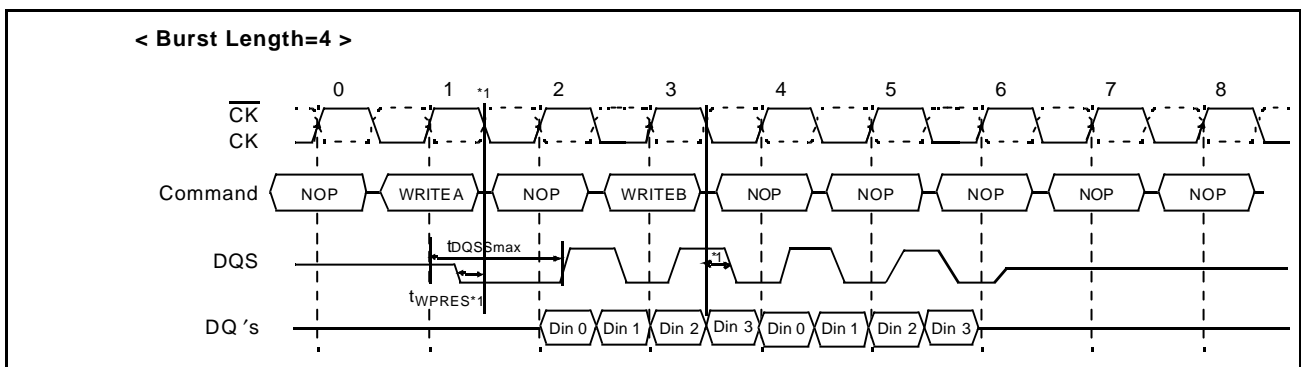 < Burst Length=4 >
0 1 *1 2 3 4 5 6 7 8
CK
CK
Command NOP WRITEA NOP WRITEB NOP NOP NOP NOP NOP
tDQSSmax
DQS *1
tWPRES*1
DQ ′s Din 0 Din 1 Din 2 Din 3 Din 0 Din 1 Din 2 Din 3